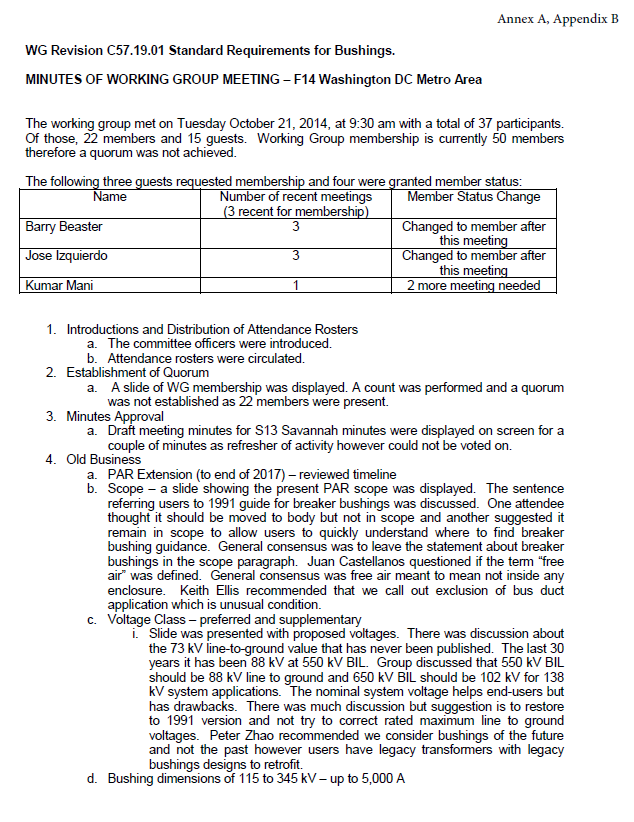 Annex A, Appendix B
WG Revision C57.19.01 Standard Requirements for Bushings.
MINUTES OF WORKING GROUP MEETING – F14 Washington DC Metro Area
The working group met on Tuesday October 21, 2014, at 9:30 am with a total of 37 participants.
Of those, 22 members and 15 guests. Working Group membership is currently 50 members
therefore a quorum was not achieved.
The following three guests requested membership and four were granted member status:
Name Number of recent meetings Member Status Change
(3 recent for membership)
Barry Beaster 3 Changed to member after
this meeting
Jose Izquierdo 3 Changed to member after
this meeting
Kumar Mani 1 2 more meeting needed
1. Introductions and Distribution of Attendance Rosters
a. The committee officers were introduced.
b. Attendance rosters were circulated.
2. Establishment of Quorum
a. A slide of WG membership was displayed. A count was performed and a quorum
was not established as 22 members were present.
3. Minutes Approval
a. Draft meeting minutes for S13 Savannah minutes were displayed on screen for a
couple of minutes as refresher of activity however could not be voted on.
4. Old Business
a. PAR Extension (to end of 2017) – reviewed timeline
b. Scope – a slide showing the present PAR scope was displayed. The sentence
referring users to 1991 guide for breaker bushings was discussed. One attendee
thought it should be moved to body but not in scope and another suggested it
remain in scope to allow users to quickly understand where to find breaker
bushing guidance. General consensus was to leave the statement about breaker
bushings in the scope paragraph. Juan Castellanos questioned if the term “free
air” was defined. General consensus was free air meant to mean not inside any
enclosure. Keith Ellis recommended that we call out exclusion of bus duct
application which is unusual condition.
c. Voltage Class – preferred and supplementary
i. Slide was presented with proposed voltages. There was discussion about
the 73 kV line-to-ground value that has never been published. The last 30
years it has been 88 kV at 550 kV BIL. Group discussed that 550 kV BIL
should be 88 kV line to ground and 650 kV BIL should be 102 kV for 138
kV system applications. The nominal system voltage helps end-users but
has drawbacks. There was much discussion but suggestion is to restore
to 1991 version and not try to correct rated maximum line to ground
voltages. Peter Zhao recommended we consider bushings of the future
and not the past however users have legacy transformers with legacy
bushings designs to retrofit.
d. Bushing dimensions of 115 to 345 kV – up to 5,000 A